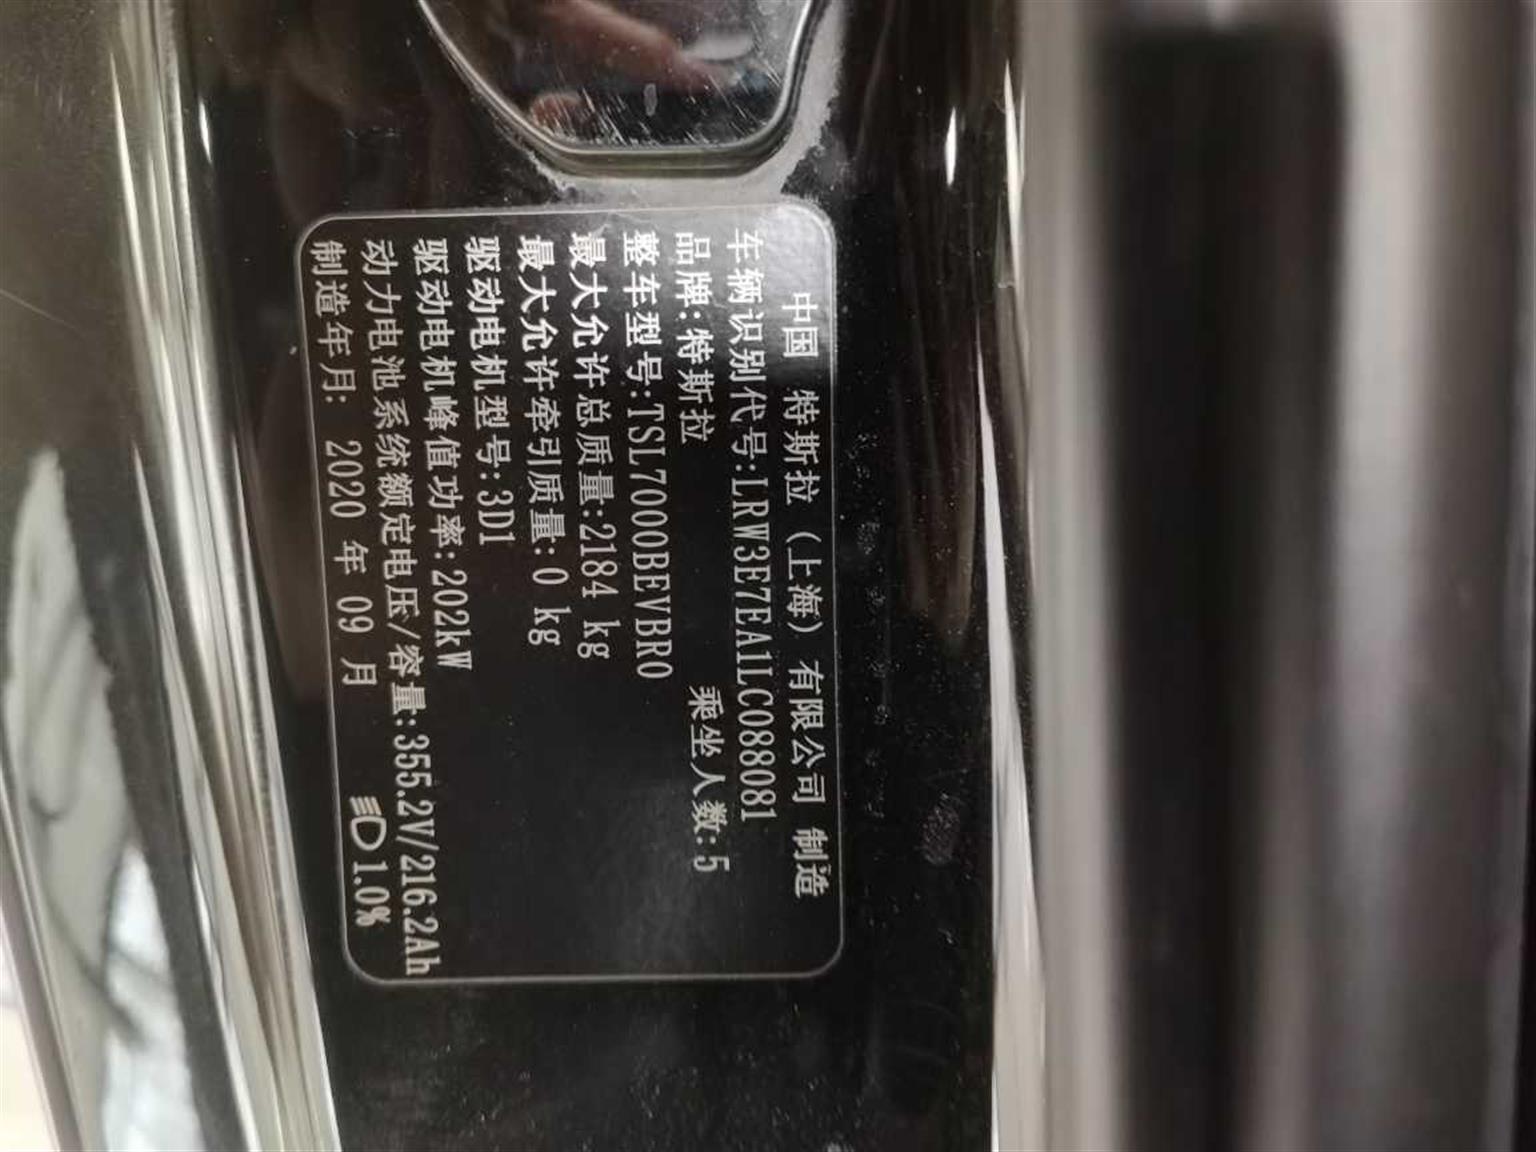 中国 特斯拉（上海）有限公司 制造
车辆识别代号:LRW3E7EA1LC088081
品牌:特斯拉 乘坐人数:5
整车型号:TSL7000BEVBR0
最大允许总质量:2184 kg
最大允许牵引质量:0 kg
驱动电机型号:3D1
驱动电机峰值功率:202kW
动力电池系统额定电压/容量:355.2V/216.2Ah
制造年月: 2020 年 09 月 1.0%